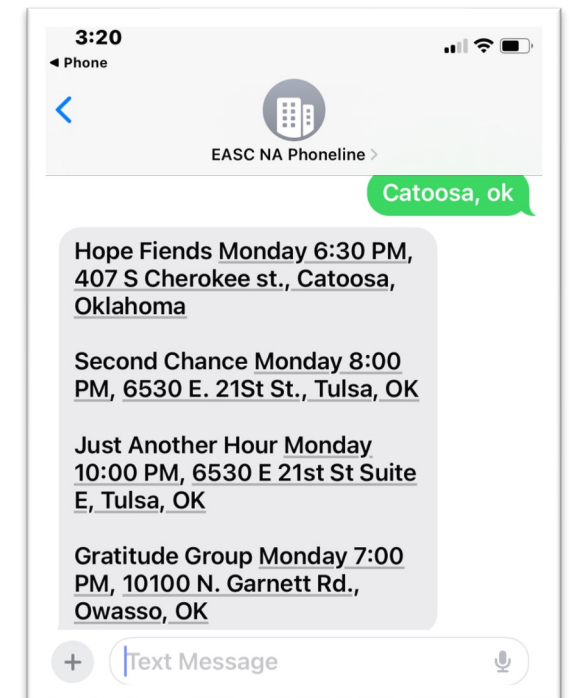 3:20
◀ Phone
EASC NA Phoneline >
Catoosa, ok
Hope Fiends Monday 6:30 PM,
407 S Cherokee st., Catoosa,
Oklahoma
Second Chance Monday 8:00
PM, 6530 E. 21St St., Tulsa, OK
Just Another Hour Monday
10:00 PM, 6530 E 21st St Suite
E, Tulsa, OK
Gratitude Group Monday 7:00
PM, 10100 N. Garnett Rd.,
Owasso, OK
Text Message